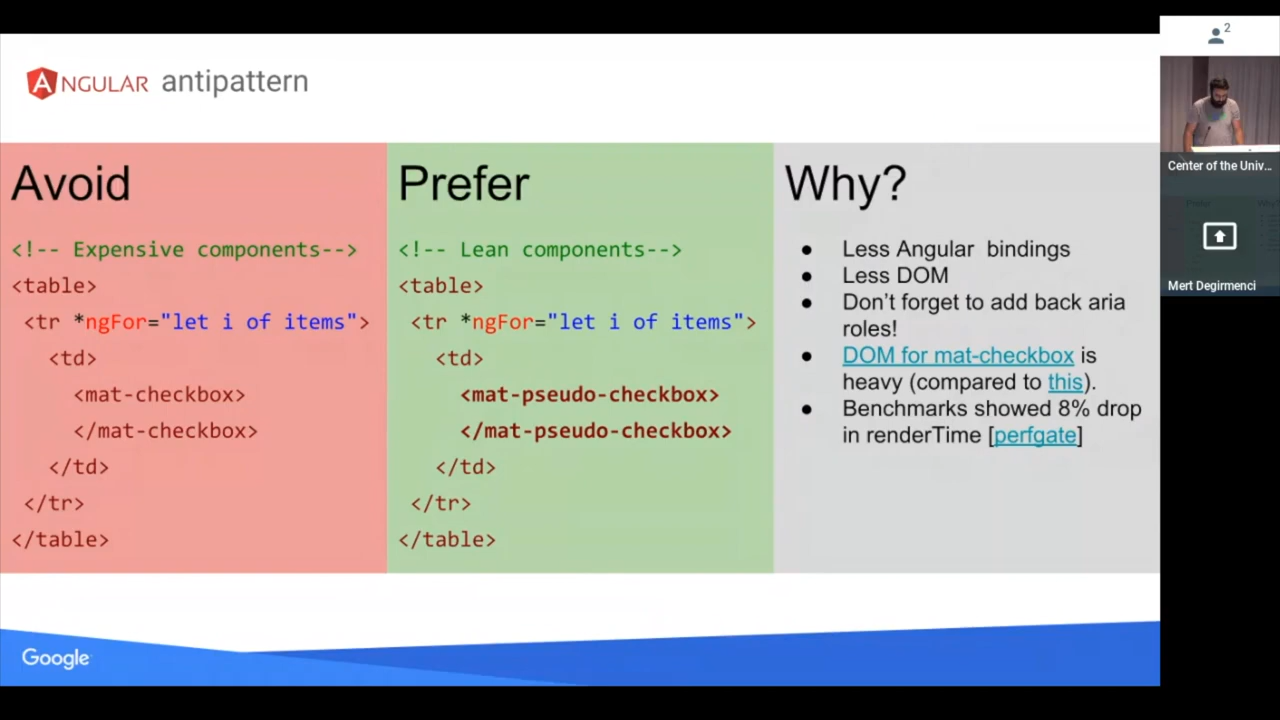 ANGULAR antipattern
Avoid
<!-- Expensive components-->
<table>
<tr *ngFor="let i of items">
<td>
<mat-checkbox>
</mat-checkbox>
</td>
</tr>
</table>
Prefer
<!-- Lean components-->
<table>
<tr *ngFor="let i of items">
<td>
<mat-pseudo-checkbox>
</mat-pseudo-checkbox>
</td>
</tr>
</table>
Why?
● Less Angular bindings
● Less DOM
● Don't forget to add back aria
roles!
● DOM for mat-checkbox is
heavy (compared to this).
● Benchmarks showed 8% drop
in renderTime [perfgate]
Google
2
Center of the Univ...
Prefer
Why?
Mert Degirmenci